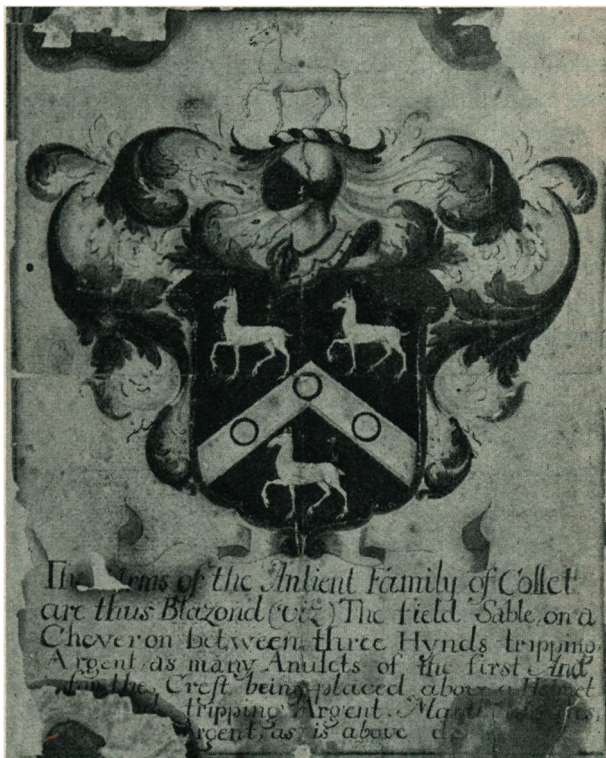 The Arms of the Antient Family of Collet
are thus Blazond (viz) The field Sable, on a
Cheveron between three Hynds tripping
Argent, as many Anulets of the first And
for the Crest being placed above a Helmet
tripping Argent.
as is above